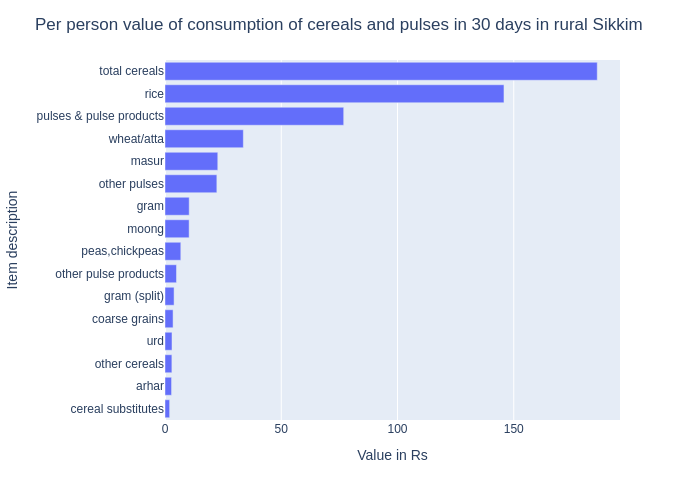 Per person value of consumption of cereals and pulses in 30 days in rural Sikkim
total cereals
rice
pulses & pulse products
wheat/atta
masur
other pulses
gram
moong
peas,chickpeas
other pulse products
gram (split)
coarse grains
urd
other cereals
arhar
cereal substitutes
0 50 100 150
Value in Rs
Item description